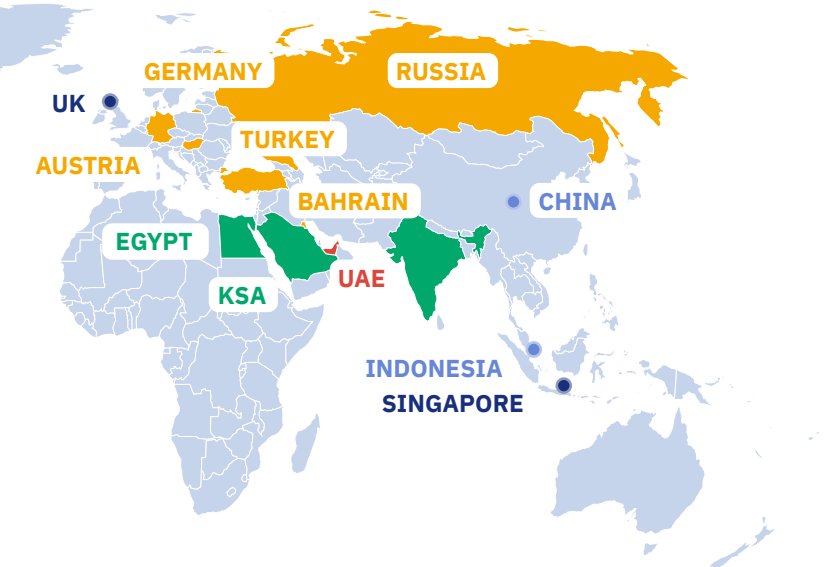 GERMANY
RUSSIA
UK
TURKEY
AUSTRIA
BAHRAIN
CHINA
EGYPT
UAE
KSA
INDONESIA
SINGAPORE